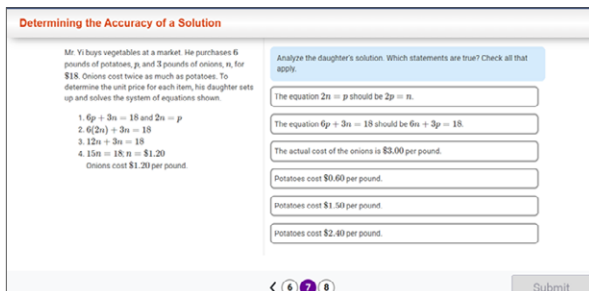 Determining the Accuracy of a Solution
Mr. Yi buys vegetables at a market. He purchases 6
pounds of potatoes, p, and 3 pounds of onions, n, for
$18. Onions cost twice as much as potatoes. To
determine the unit price for each item, his daughter sets
up and solves the system of equations shown.
1. 6p + 3n = 18 and 2n = p
2. 6(2n) + 3n = 18
3. 12n + 3n = 18
4. 15n = 18; n = $1.20
Onions cost $1.20 per pound.
Analyze the daughter's solution. Which statements are true? Check all that
apply.
The equation 2n = p should be 2p = n.
The equation 6p + 3n = 18 should be 6n + 3p = 18.
The actual cost of the onions is $3.00 per pound.
Potatoes cost $0.60 per pound.
Potatoes cost $1.50 per pound.
Potatoes cost $2.40 per pound.
6 7 8
Submit